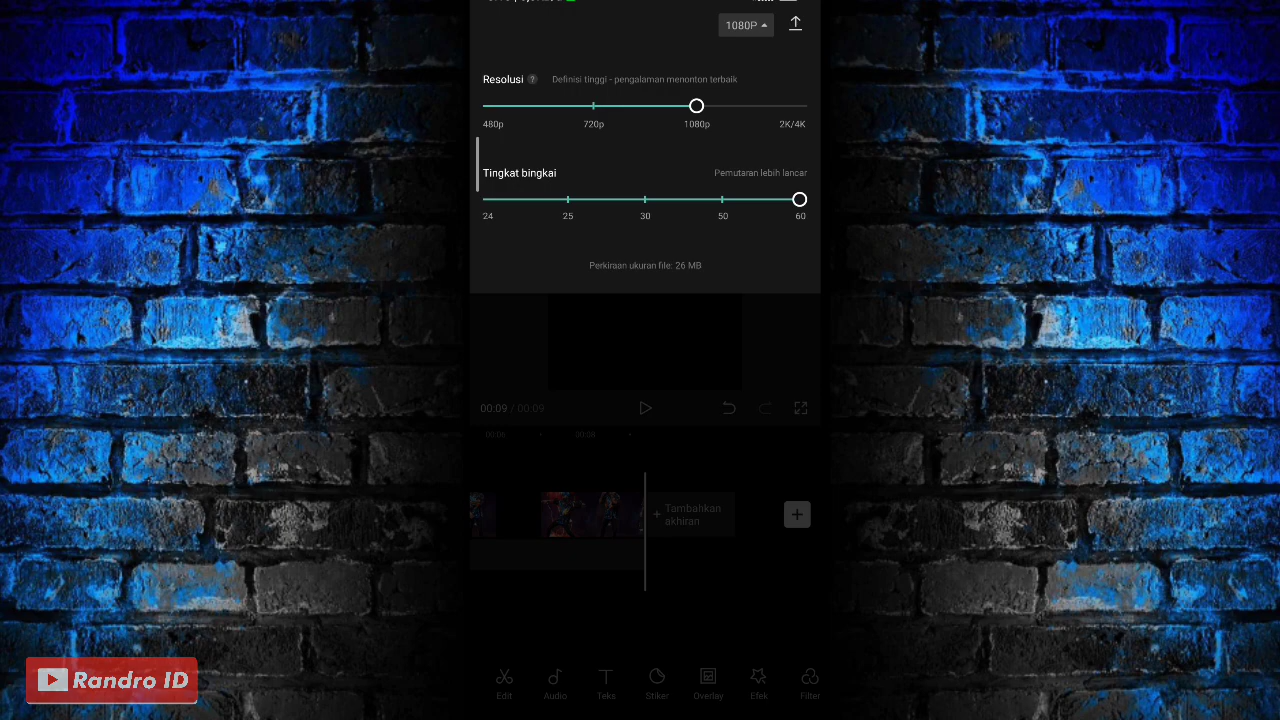 1080P
Resolusi ? Definisi tinggi - pengalaman menonton terbaik
480p 720p 1080p 2K/4K
Tingkat bingkai Pemutaran lebih lancar
24 25 30 50 60
Perkiraan ukuran file: 26 MB
00:09 / 00:09
+ Tambahkan
akhiran
Edit Audio Teks Stiker Overlay Efek Filter
Randro ID